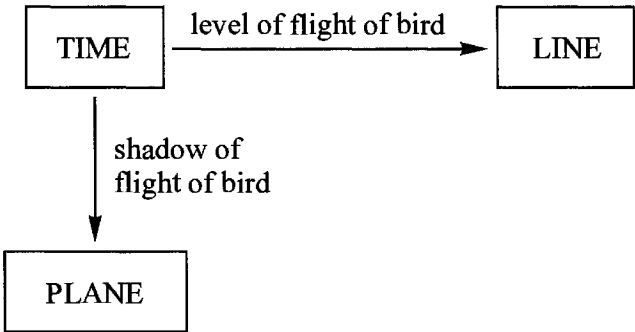 TIME
level of flight of bird
LINE
shadow of
flight of bird
PLANE